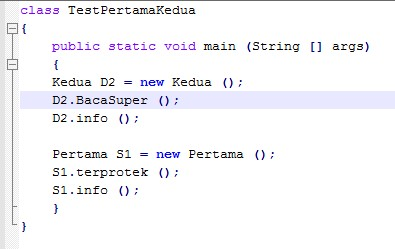 class TestPertamaKedua
{
public static void main (String [] args)
{
Kedua D2 = new Kedua ();
D2.BacaSuper ();
D2.info ();
Pertama S1 = new Pertama ();
S1.terprotek ();
S1.info ();
}
}